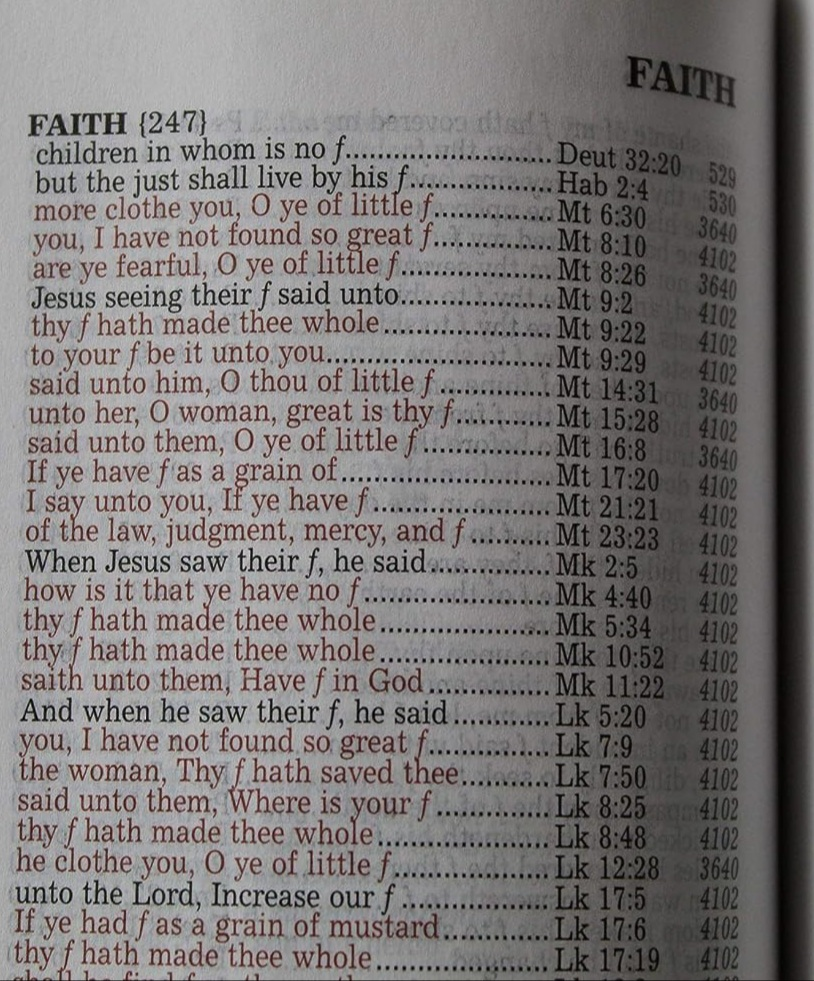 FAITH
FAITH {247}
children in whom is no f.......................... Deut 32:20 529
but the just shall live by his f.................. Hab 2:4 530
more clothe you, O ye of little f............... Mt 6:30 3640
you, I have not found so great f............... Mt 8:10 4102
are ye fearful, O ye of little f................... Mt 8:26 3640
Jesus seeing their f said unto................... Mt 9:2 4102
thy f hath made thee whole..................... Mt 9:22 4102
to your f be it unto you............................ Mt 9:29 4102
said unto him, O thou of little f.............. Mt 14:31 3640
unto her, O woman, great is thy f............ Mt 15:28 4102
said unto them, O ye of little f................ Mt 16:8 3640
If ye have f as a grain of.......................... Mt 17:20 4102
I say unto you, If ye have f....................... Mt 21:21 4102
of the law, judgment, mercy, and f.......... Mt 23:23 4102
When Jesus saw their f, he said............... Mk 2:5 4102
how is it that ye have no f........................ Mk 4:40 4102
thy f hath made thee whole...................... Mk 5:34 4102
thy f hath made thee whole...................... Mk 10:52 4102
saith unto them, Have f in God............... Mk 11:22 4102
And when he saw their f, he said............ Lk 5:20 4102
you, I have not found so great f............... Lk 7:9 4102
the woman, Thy f hath saved thee........... Lk 7:50 4102
said unto them, Where is your f.............. Lk 8:25 4102
thy f hath made thee whole...................... Lk 8:48 4102
he clothe you, O ye of little f................... Lk 12:28 3640
unto the Lord, Increase our f................... Lk 17:5 4102
If ye had f as a grain of mustard............. Lk 17:6 4102
thy f hath made thee whole...................... Lk 17:19 4102